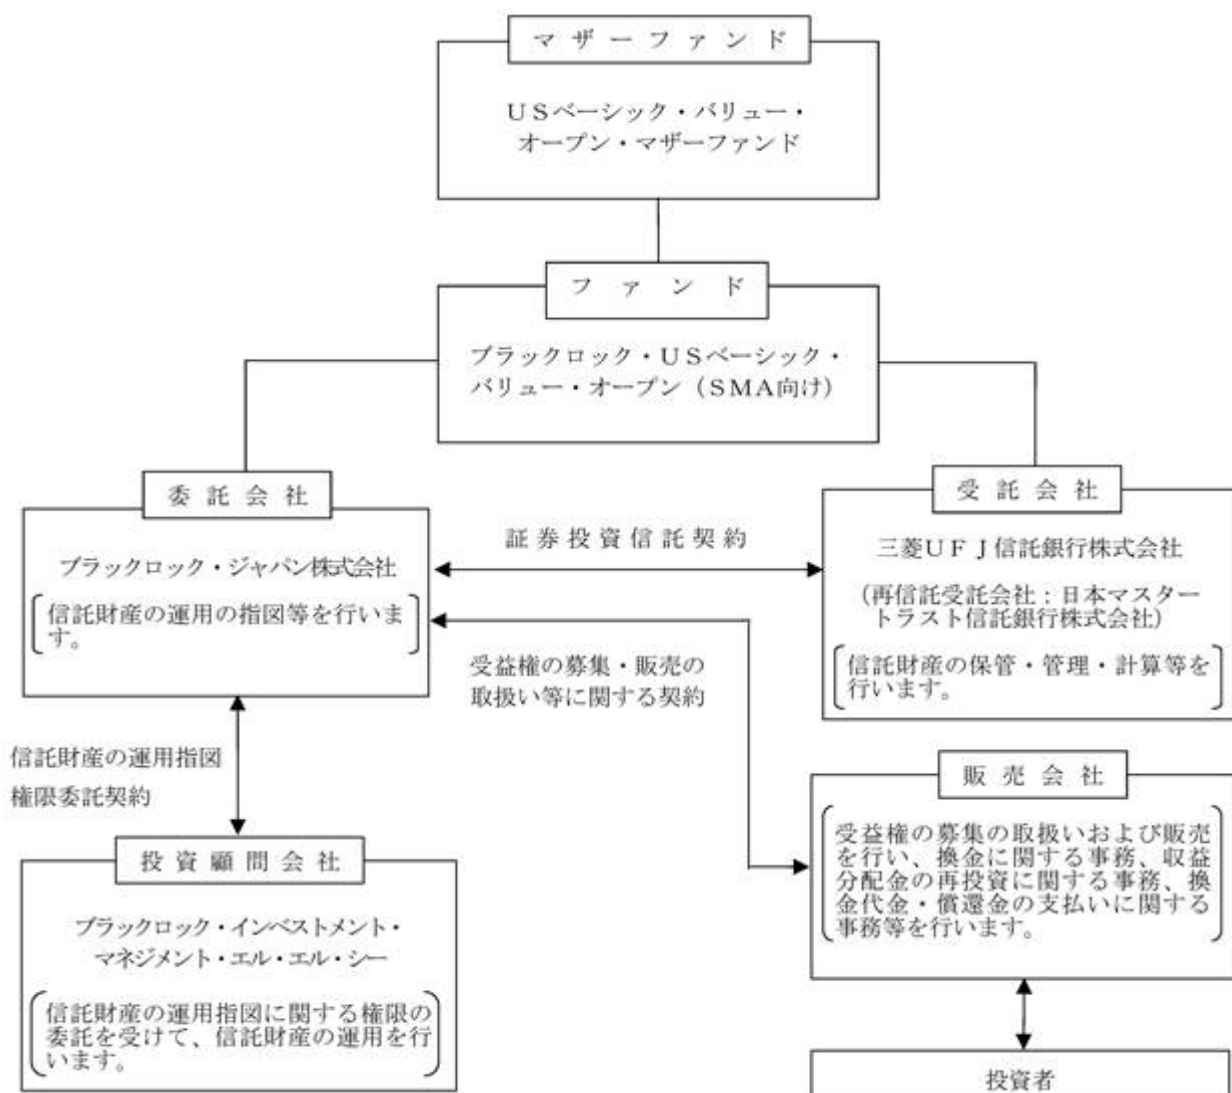 マザーファンド
ＵＳベーシック・バリュー・
オープン・マザーファンド
ファンド
ブラックロック・ＵＳベーシック・
バリュー・オープン（ＳＭＡ向け）
委託会社
ブラックロック・ジャパン株式会社
信託財産の運用の指図等を行いま
す。
証券投資信託契約
受託会社
三菱ＵＦＪ信託銀行株式会社
（再信託受託会社：日本マスター
トラスト信託銀行株式会社）
信託財産の保管・管理・計算等を
行います。
受益権の募集・販売の
取扱い等に関する契約
信託財産の運用指図
権限委託契約
販売会社
受益権の募集の取扱いおよび販売
を行い、換金に関する事務、収益
分配金の再投資に関する事務、換
金代金・償還金の支払いに関する
事務等を行います。
投資顧問会社
ブラックロック・インベストメント・
マネジメント・エル・エル・シー
信託財産の運用指図に関する権限の
委託を受けて、信託財産の運用を行
います。
投資者